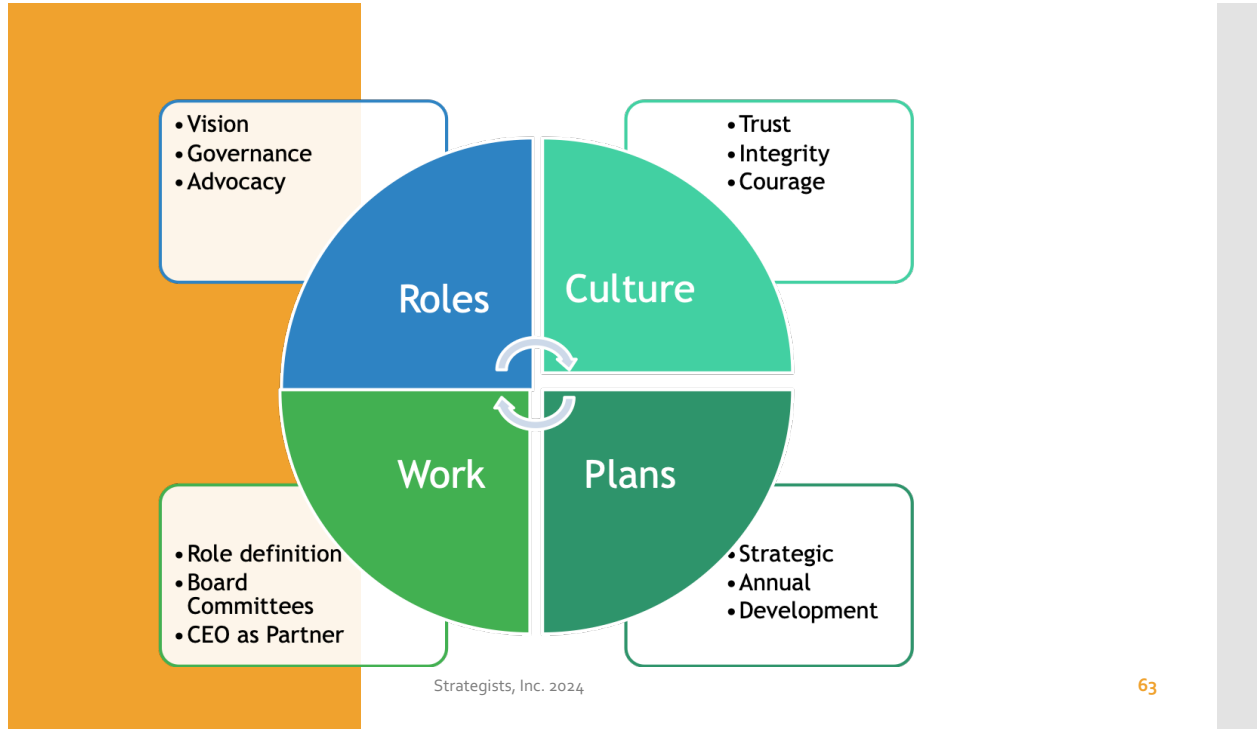 • Vision
• Governance
• Advocacy
• Trust
• Integrity
• Courage
Roles
Culture
Work
Plans
• Role definition
• Board
Committees
• CEO as Partner
• Strategic
• Annual
• Development
Strategists, Inc. 2024
63